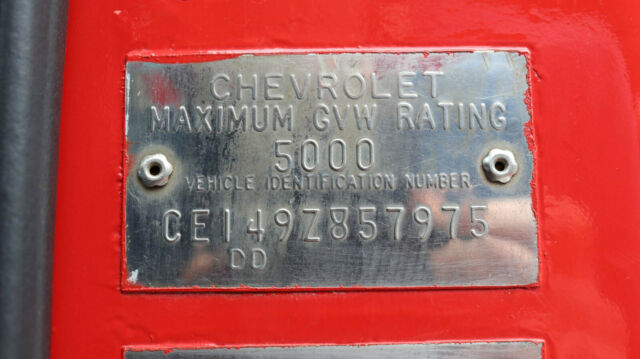 CHEVROLET
MAXIMUM GVW RATING
5000
VEHICLE IDENTIFICATION NUMBER
CE149Z857975
DD